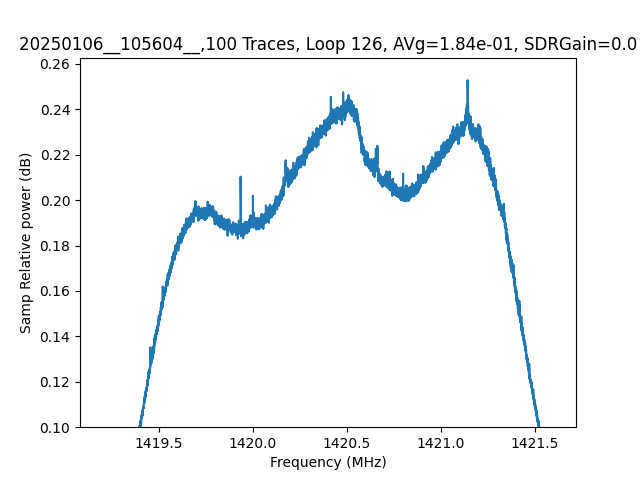 20250106__105604__,100 Traces, Loop 126, AVg=1.84e-01, SDRGain=0.0
0.26
0.24
0.22
0.20
0.18
0.16
0.14
0.12
0.10
Samp Relative power (dB)
1419.5 1420.0 1420.5 1421.0 1421.5
Frequency (MHz)